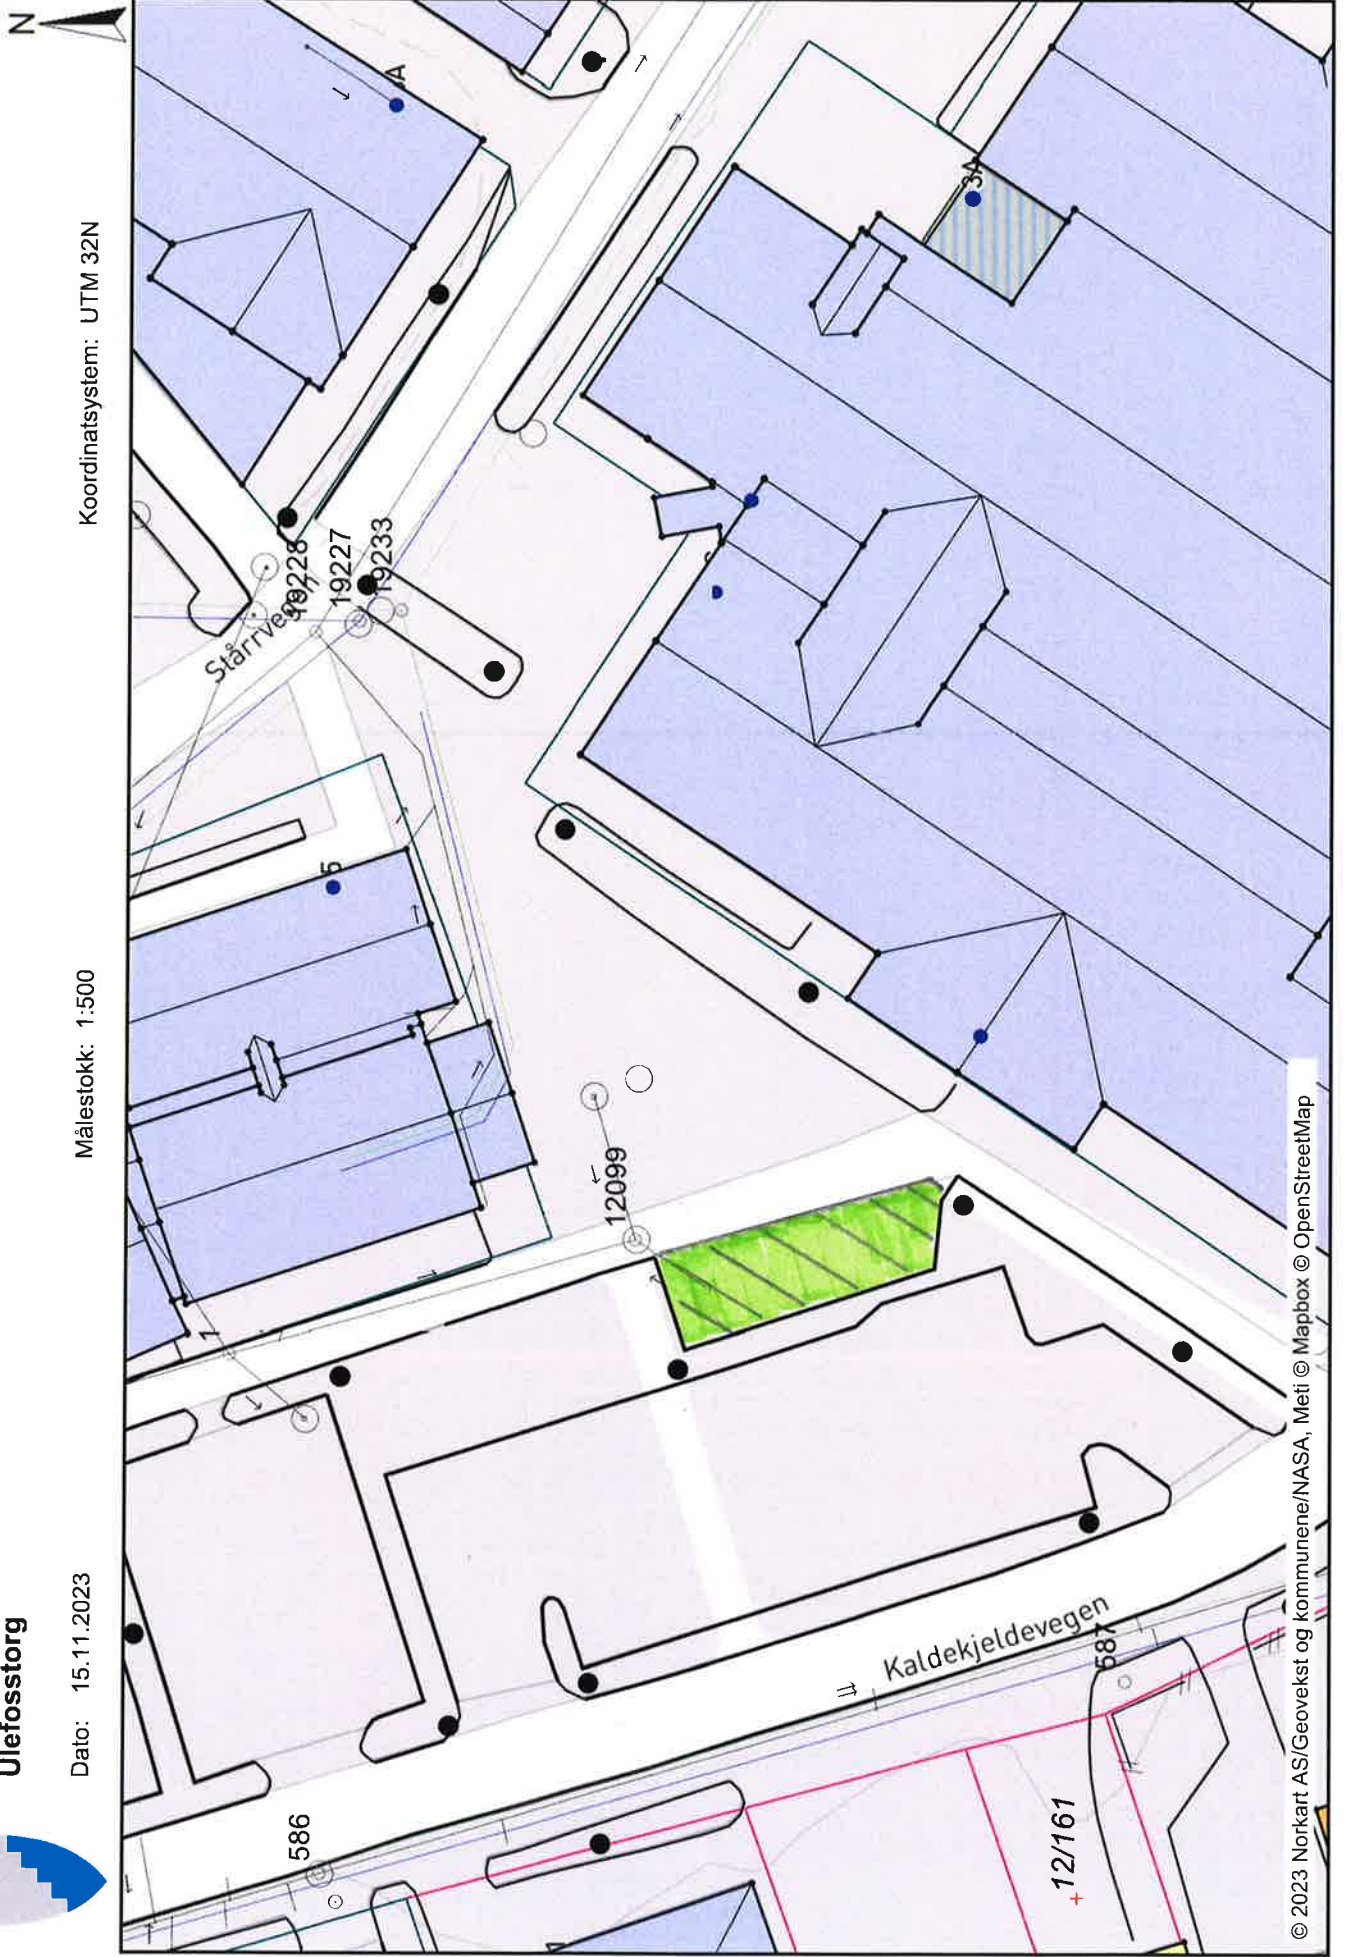 Ulefosstorg
Dato: 15.11.2023
Målestokk: 1:500
Koordinatsystem: UTM 32N
N
586
1
5
Stårrvegen
19228
19227
19233
12099
3A
Kaldekjeldevegen
587
12/161
© 2023 Norkart AS/Geovekst og kommunene/NASA, Meti © Mapbox © OpenStreetMap